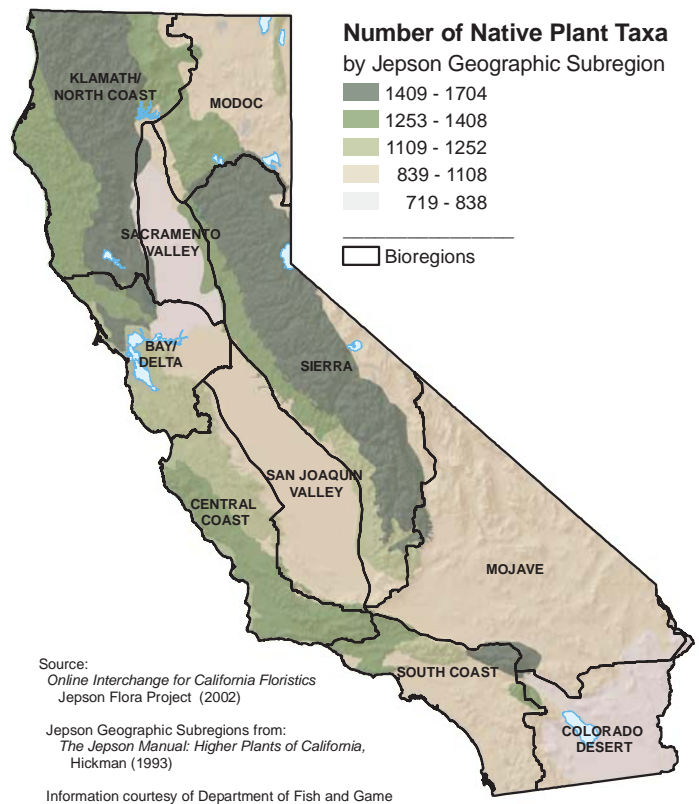 Number of Native Plant Taxa
by Jepson Geographic Subregion
1409 - 1704
1253 - 1408
1109 - 1252
839 - 1108
719 - 838
Bioregions
KLAMATH/
NORTH COAST
MODOC
SACRAMENTO
VALLEY
BAY/
DELTA
SIERRA
SAN JOAQUIN
VALLEY
CENTRAL
COAST
MOJAVE
SOUTH COAST
COLORADO
DESERT
Source:
Online Interchange for California Floristics
Jepson Flora Project (2002)
Jepson Geographic Subregions from:
The Jepson Manual: Higher Plants of California,
Hickman (1993)
Information courtesy of Department of Fish and Game